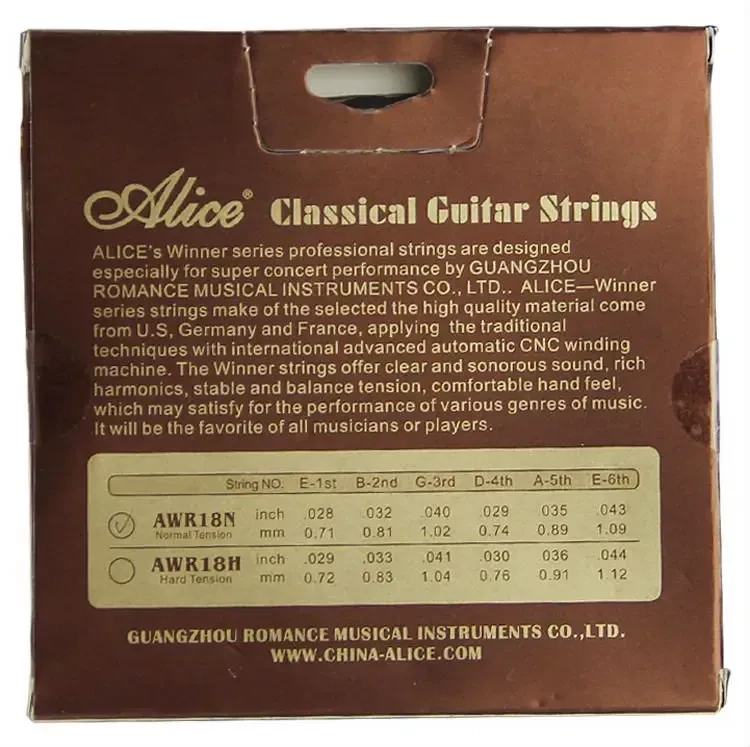 Alice® Classical Guitar Strings
ALICE's Winner series professional strings are designed
especially for super concert performance by GUANGZHOU
ROMANCE MUSICAL INSTRUMENTS CO., LTD.. ALICE—Winner
series strings make of the selected the high quality material come
from U.S, Germany and France, applying the traditional
techniques with international advanced automatic CNC winding
machine. The Winner strings offer clear and sonorous sound, rich
harmonics, stable and balance tension, comfortable hand feel,
which may satisfy for the performance of various genres of music.
It will be the favorite of all musicians or players.
String NO. E-1st B-2nd G-3rd D-4th A-5th E-6th
AWR18N inch .028 .032 .040 .029 .035 .043
Normal Tension mm 0.71 0.81 1.02 0.74 0.89 1.09
AWR18H inch .029 .033 .041 .030 .036 .044
Hard Tension mm 0.72 0.83 1.04 0.76 0.91 1.12
GUANGZHOU ROMANCE MUSICAL INSTRUMENTS CO.,LTD.
WWW.CHINA-ALICE.COM